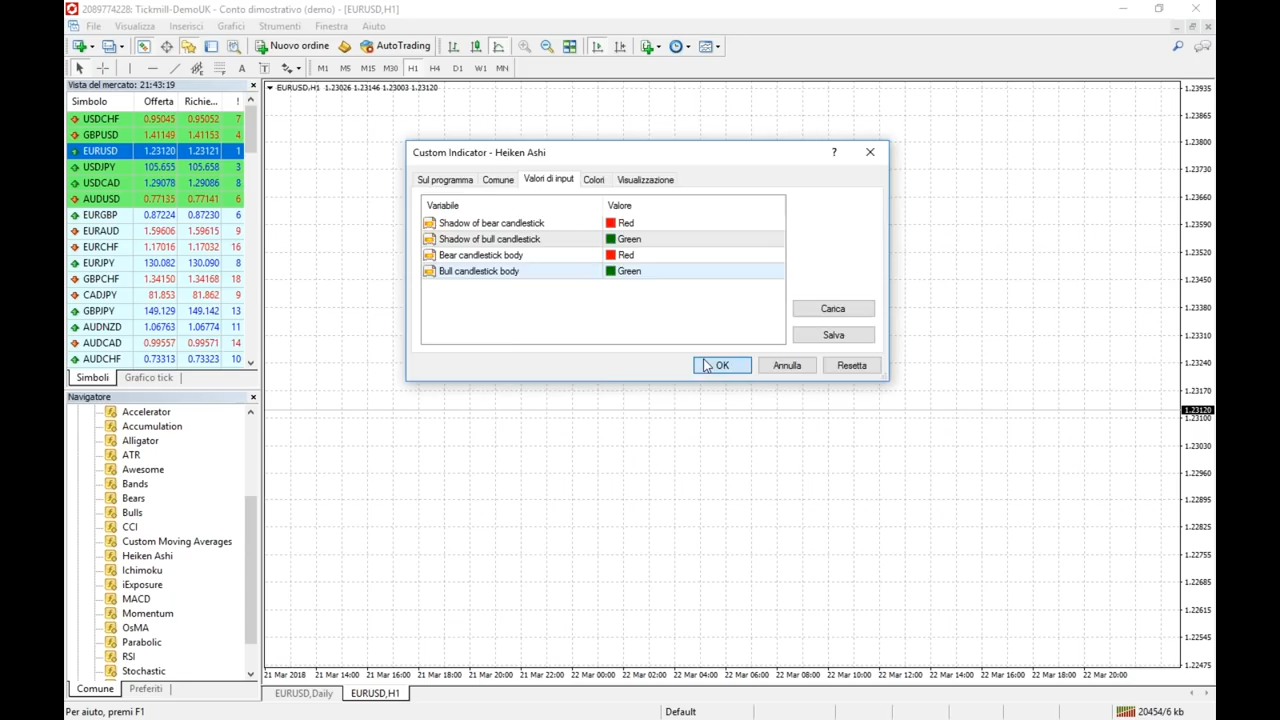 2089774228: Tickmill-DemoUK - Conto dimostrativo (demo) - [EURUSD,H1]
File Visualizza Inserisci Grafici Strumenti Finestra Aiuto
Nuovo ordine AutoTrading
A T M1 M5 M15 M30 H1 H4 D1 W1 MN
Vista del mercato: 21:43:19
Simbolo Offerta Richie... !
USDCHF 0.95045 0.95052 7
GBPUSD 1.41149 1.41153 4
EURUSD 1.23120 1.23121 1
USDJPY 105.655 105.658 3
USDCAD 1.29078 1.29086 8
AUDUSD 0.77135 0.77141 6
EURGBP 0.87224 0.87230 6
EURAUD 1.59606 1.59615 9
EURCHF 1.17016 1.17032 16
EURJPY 130.082 130.090 8
GBPCHF 1.34150 1.34168 18
CADJPY 81.853 81.862 9
GBPJPY 149.129 149.142 13
AUDNZD 1.06763 1.06774 11
AUDCAD 0.99557 0.99571 14
AUDCHF 0.73313 0.73323 10
Simboli Grafico tick
Navigatore
Accelerator
Accumulation
Alligator
ATR
Awesome
Bands
Bears
Bulls
CCI
Custom Moving Averages
Heiken Ashi
Ichimoku
iExposure
MACD
Momentum
OsMA
Parabolic
RSI
Stochastic
Comune Preferiti
EURUSD,H1 1.23026 1.23146 1.23003 1.23120
Custom Indicator - Heiken Ashi ?
Sul programma Comune Valori di input Colori Visualizzazione
Variabile Valore
Shadow of bear candlestick Red
Shadow of bull candlestick Green
Bear candlestick body Red
Bull candlestick body Green
Carica
Salva
OK Annulla Resetta
1.23935
1.23865
1.23800
1.23730
1.23660
1.23590
1.23520
1.23450
1.23380
1.23310
1.23240
1.23170
1.23120
1.23100
1.23030
1.22960
1.22895
1.22825
1.22755
1.22685
1.22615
1.22545
1.22475
21 Mar 2018 21 Mar 14:00 21 Mar 16:00 21 Mar 18:00 21 Mar 20:00 21 Mar 22:00 22 Mar 00:00 22 Mar 02:00 22 Mar 04:00 22 Mar 06:00 22 Mar 08:00 22 Mar 10:00 22 Mar 12:00 22 Mar 14:00 22 Mar 16:00 22 Mar 18:00 22 Mar 20:00
EURUSD,Daily EURUSD,H1
Per aiuto, premi F1 Default 20454/6 kb